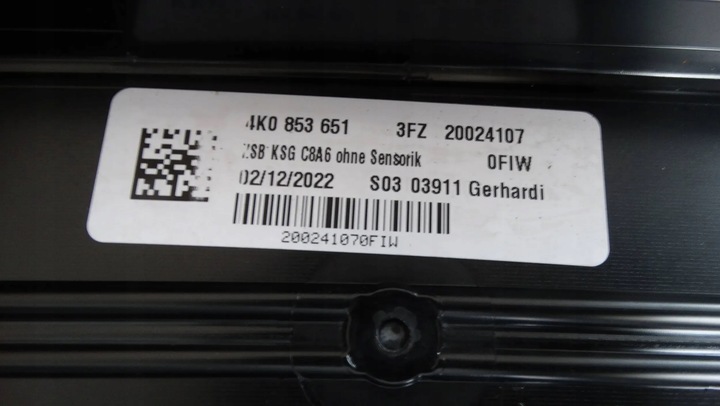 4K0 853 651 3FZ 20024107
ZSB KSG C8A6 ohne Sensorik 0FIW
02/12/2022 S03 03911 Gerhardi
200241070FIW